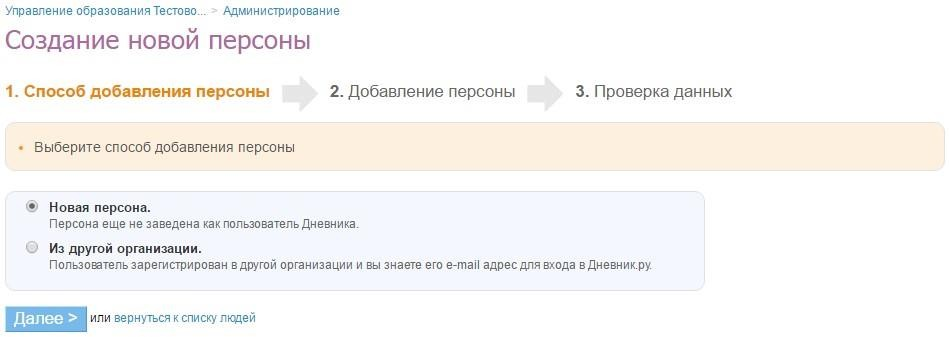 Управление образования Тестово... > Администрирование
Создание новой персоны
1. Способ добавления персоны 2. Добавление персоны 3. Проверка данных
• Выберите способ добавления персоны
Новая персона.
Персона еще не заведена как пользователь Дневника.
Из другой организации.
Пользователь зарегистрирован в другой организации и вы знаете его e-mail адрес для входа в Дневник.ру.
Далее > или вернуться к списку людей